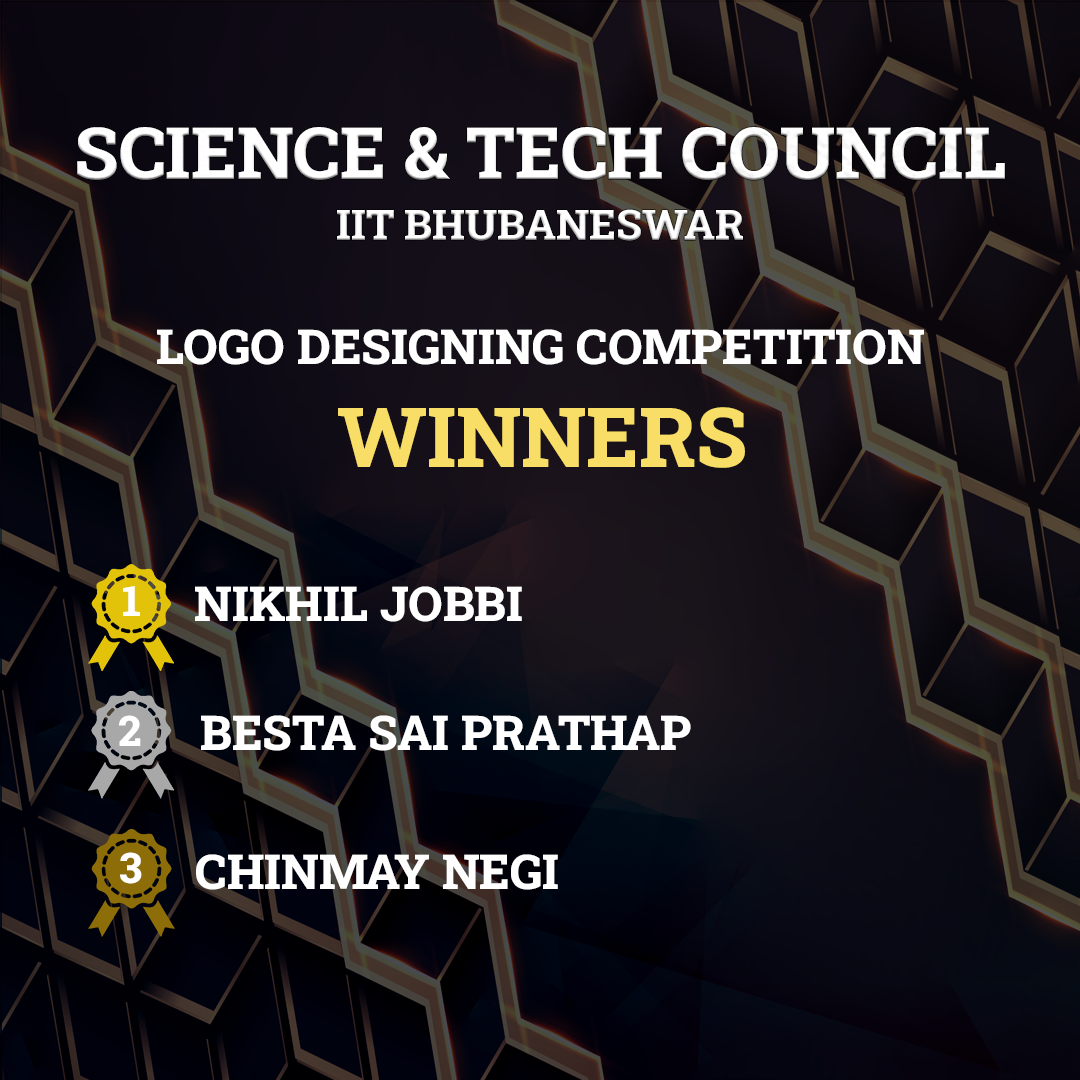 SCIENCE & TECH COUNCIL
IIT BHUBANESWAR
LOGO DESIGNING COMPETITION
WINNERS
1 NIKHIL JOBBI
2 BESTA SAI PRATHAP
3 CHINMAY NEGI